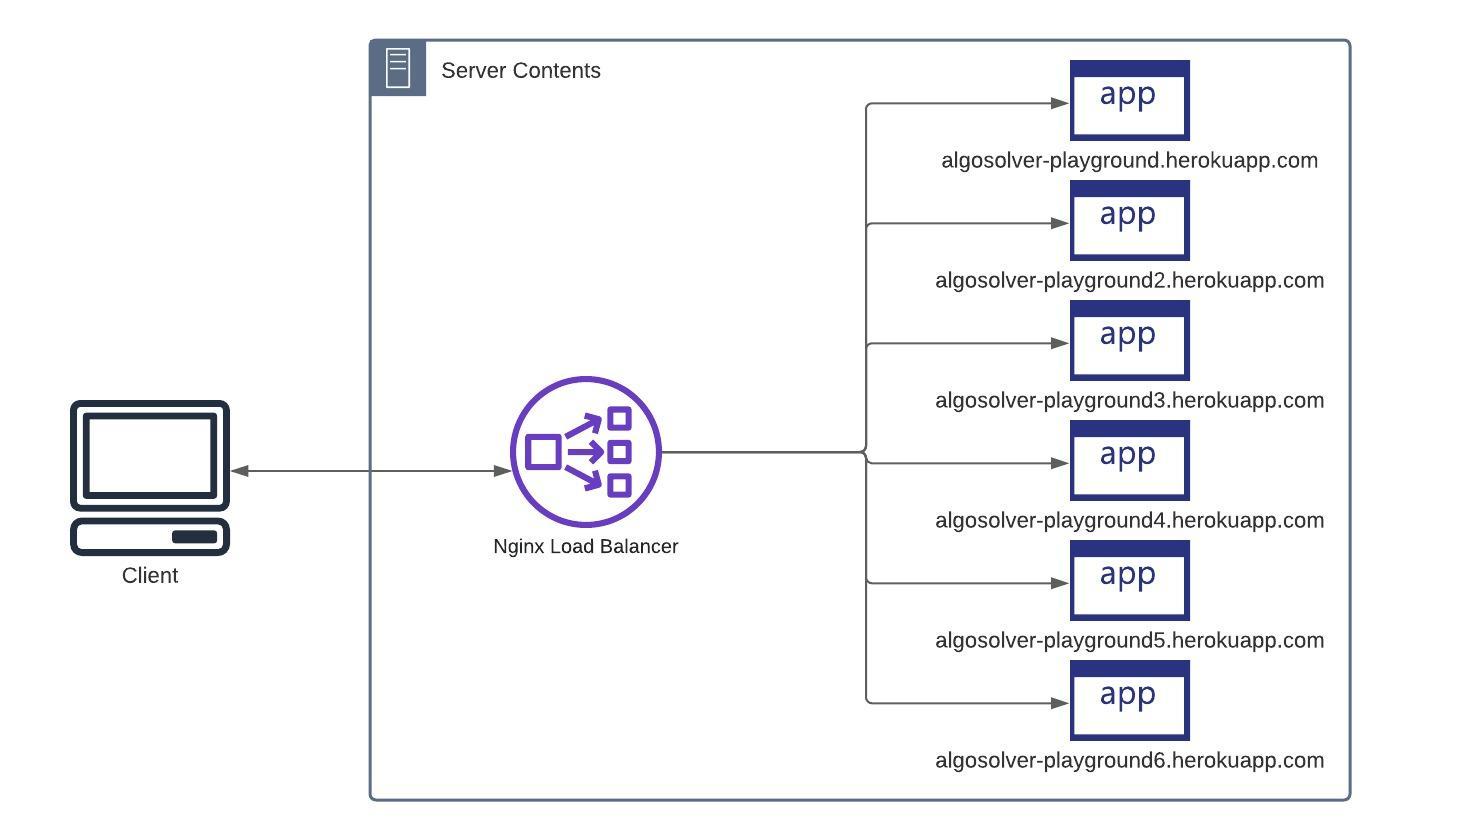 Server Contents
app
algosolver-playground.herokuapp.com
app
algosolver-playground2.herokuapp.com
app
algosolver-playground3.herokuapp.com
app
algosolver-playground4.herokuapp.com
app
algosolver-playground5.herokuapp.com
app
algosolver-playground6.herokuapp.com
Nginx Load Balancer
Client